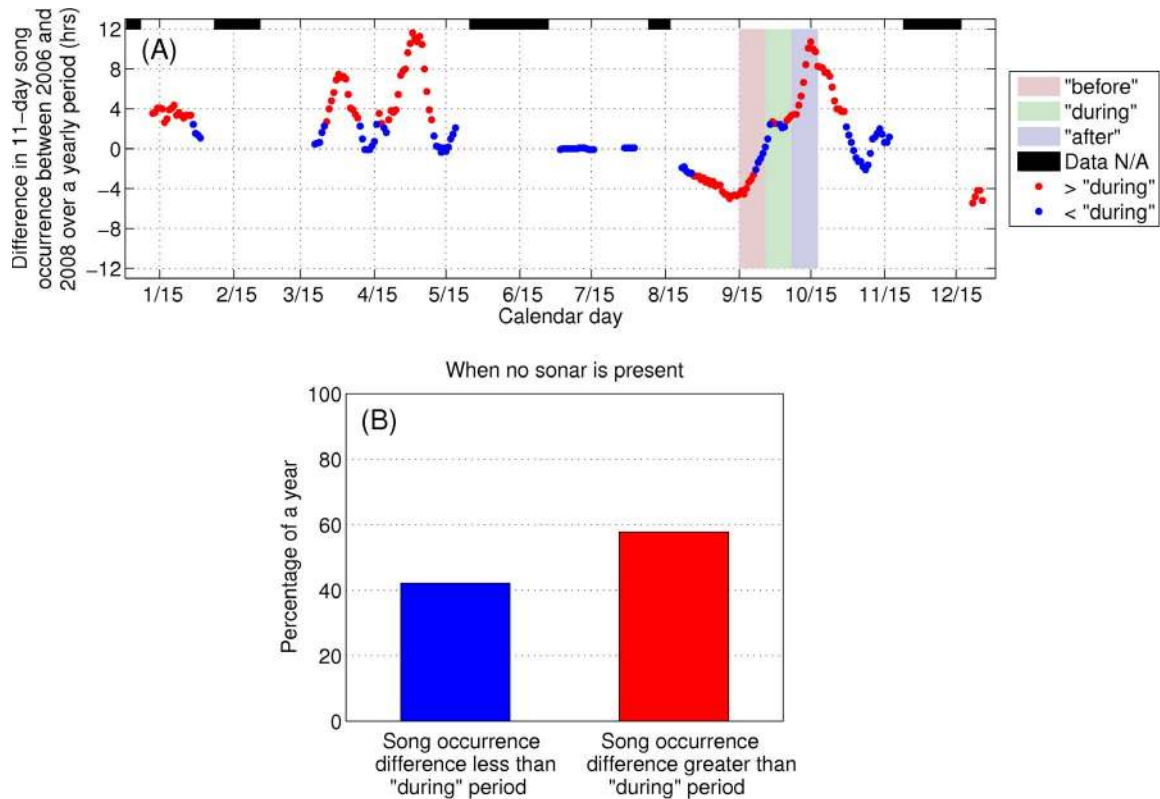 Difference in 11-day song
occurrence between 2006 and
2008 over a yearly period (hrs)
12
8
4
0
−4
−8
−12
(A)
1/15
2/15
3/15
4/15
5/15
6/15
7/15
8/15
9/15
10/15
11/15
12/15
Calendar day
"before"
"during"
"after"
Data N/A
> "during"
< "during"
When no sonar is present
Percentage of a year
100
80
60
40
20
0
(B)
Song occurrence
difference less than
"during" period
Song occurrence
difference greater than
"during" period